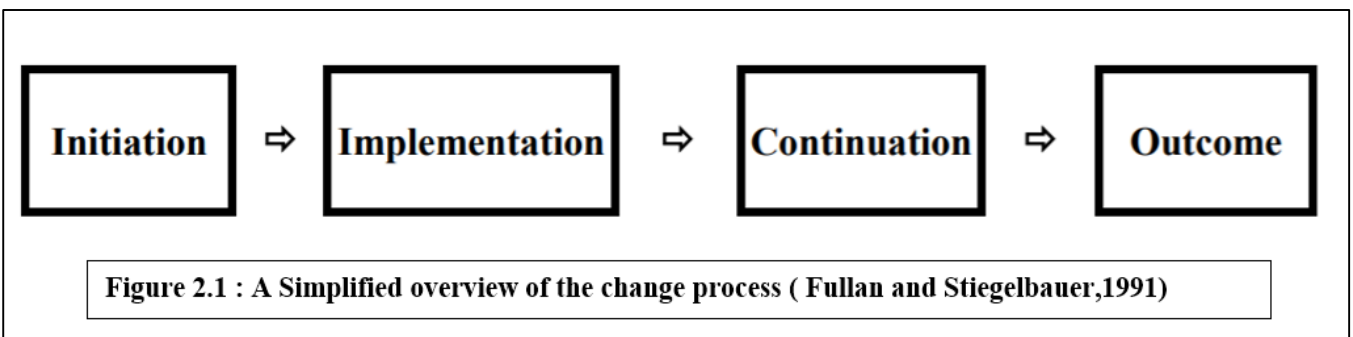 Initiation ⇨ Implementation ⇨ Continuation ⇨ Outcome
Figure 2.1 : A Simplified overview of the change process ( Fullan and Stiegelbauer,1991)